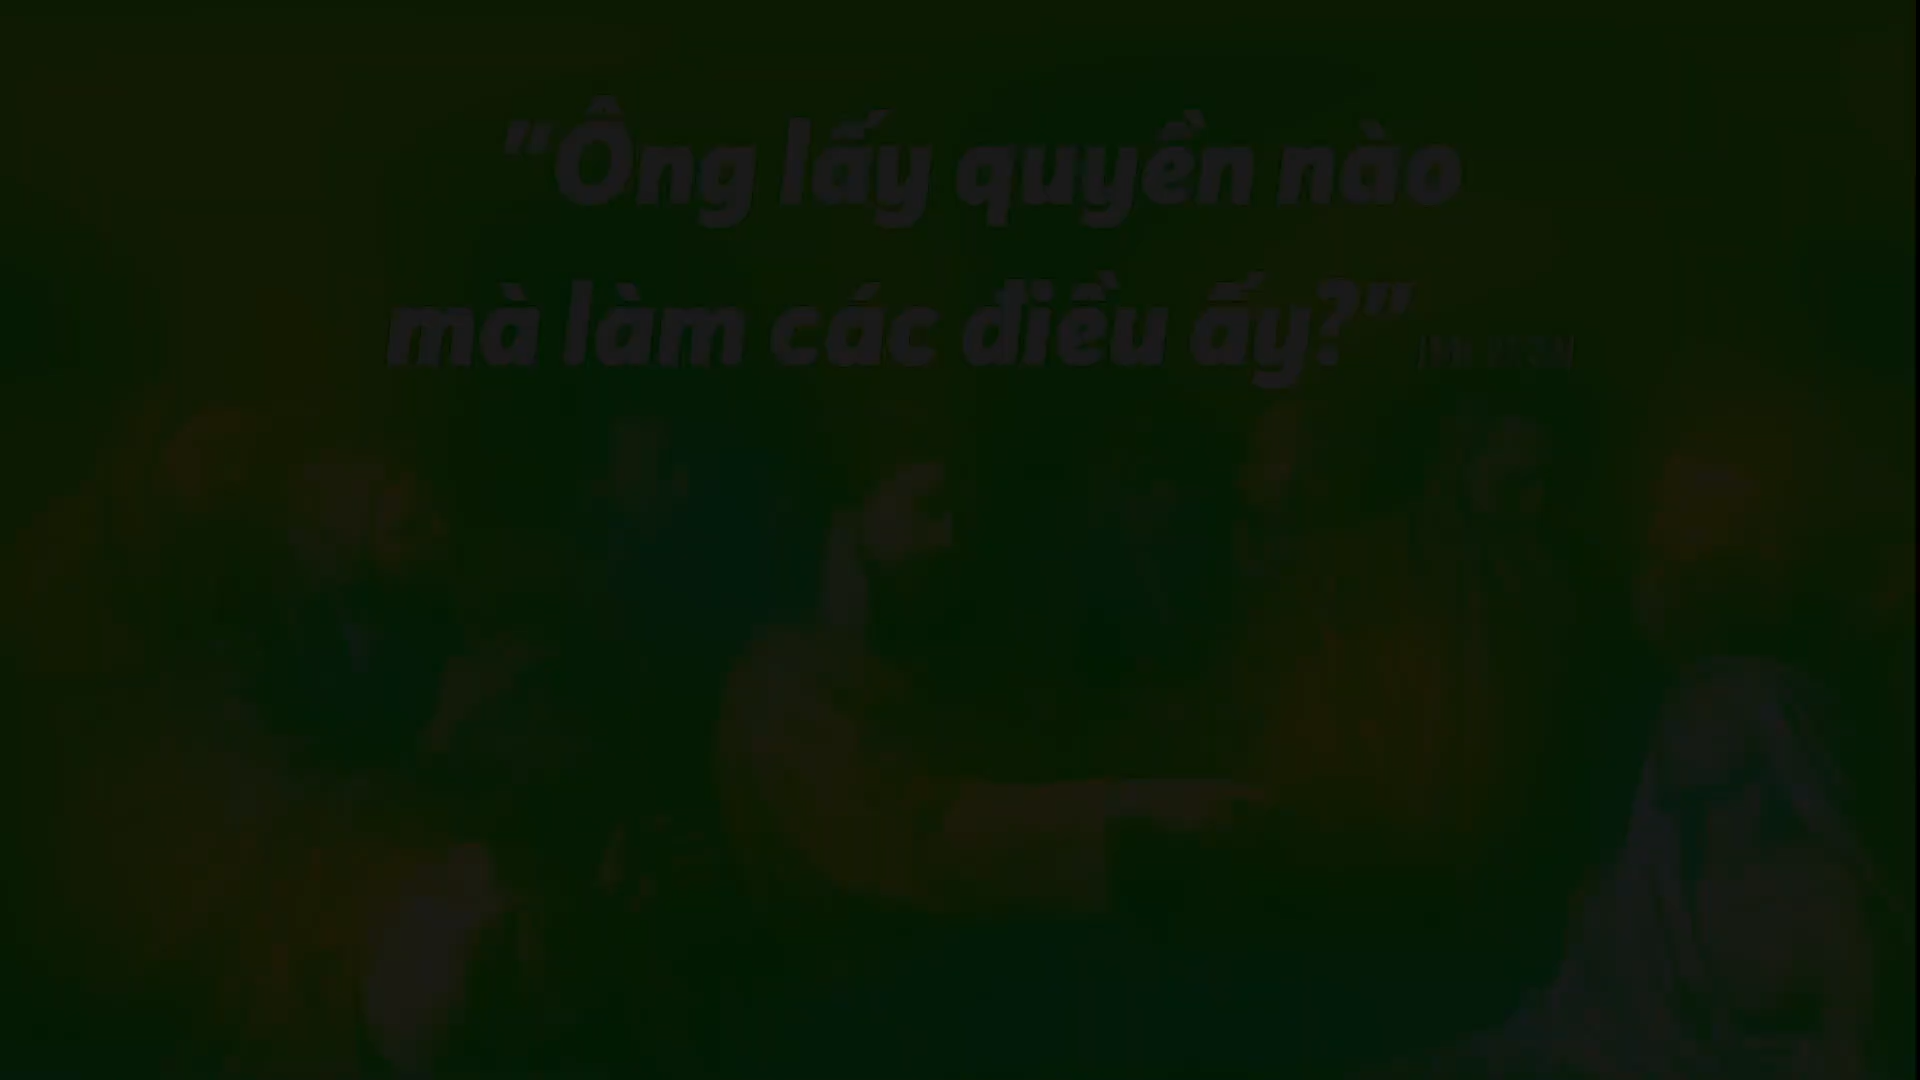 "Ông lấy quyền nào
mà làm các điều ấy?"